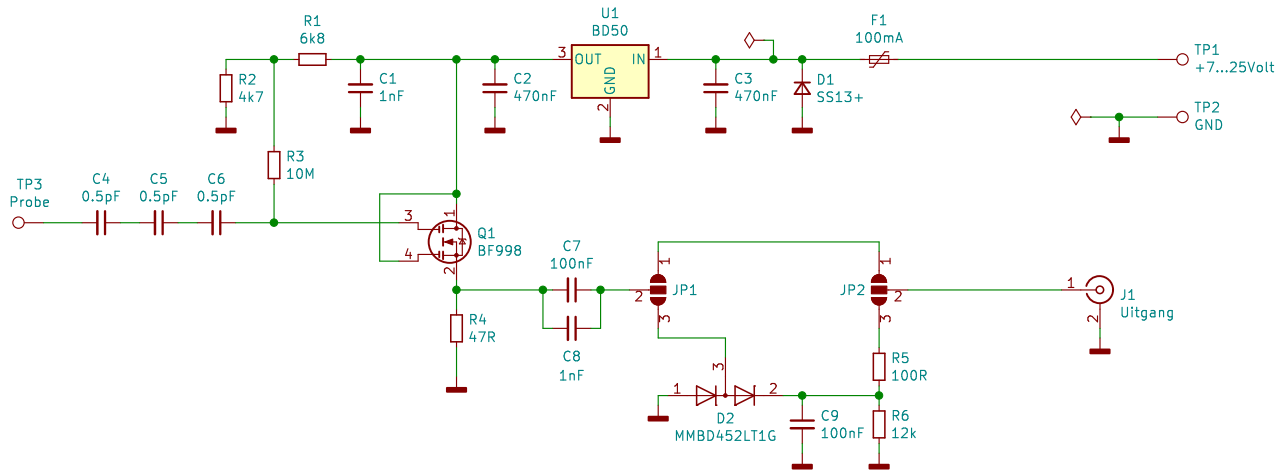 R1
6k8
U1
BD50
F1
100mA
3
OUT
IN
1
GND
2
TP1
+7...25Volt
R2
4k7
C1
1nF
C2
470nF
C3
470nF
D1
SS13+
TP2
GND
R3
10M
TP3
Probe
C4
0.5pF
C5
0.5pF
C6
0.5pF
3
1
4
2
Q1
BF998
C7
100nF
C8
1nF
R4
47R
1
2
3
JP1
1
JP2
2
3
1
2
J1
Uitgang
R5
100R
1
3
2
D2
MMBD452LT1G
C9
100nF
R6
12k